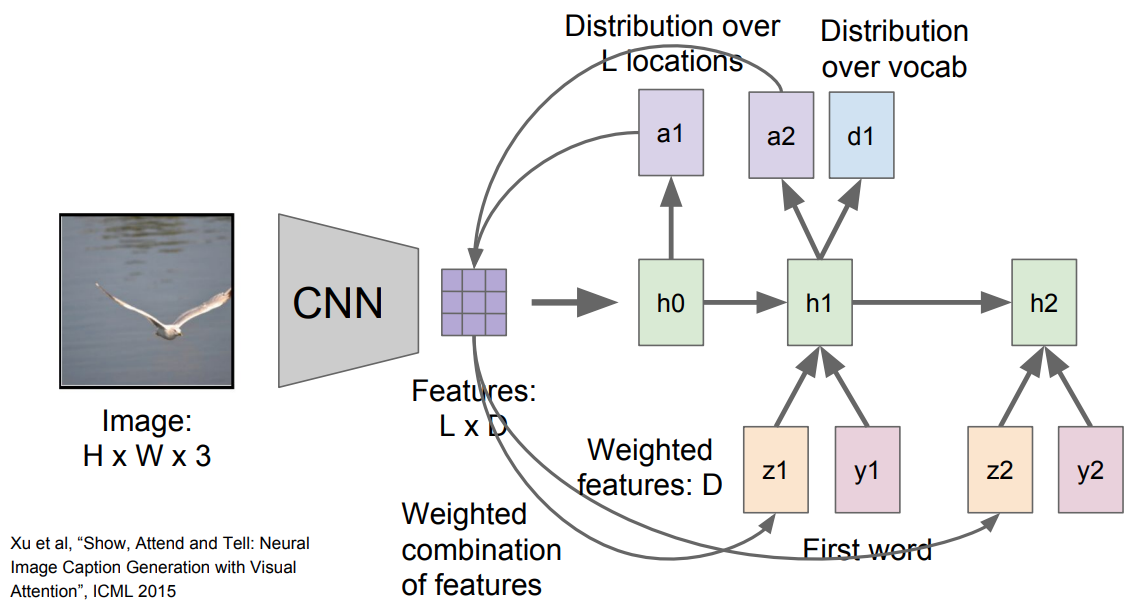 Distribution over
L locations
Distribution
over vocab
a1
a2
d1
CNN
h0
h1
h2
Image:
H x W x 3
Features:
L x D
Weighted
features: D
z1
y1
z2
y2
Weighted
combination
of features
First word
Xu et al, “Show, Attend and Tell: Neural
Image Caption Generation with Visual
Attention”, ICML 2015